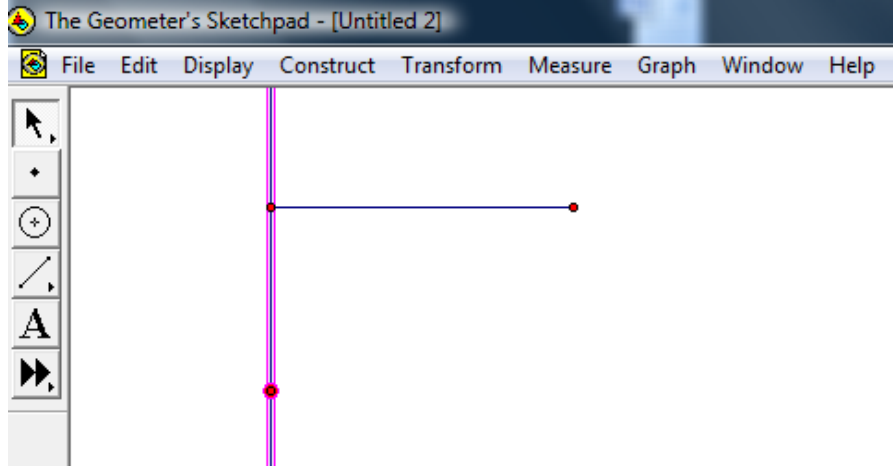 The Geometer's Sketchpad - [Untitled 2]
File Edit Display Construct Transform Measure Graph Window Help
A